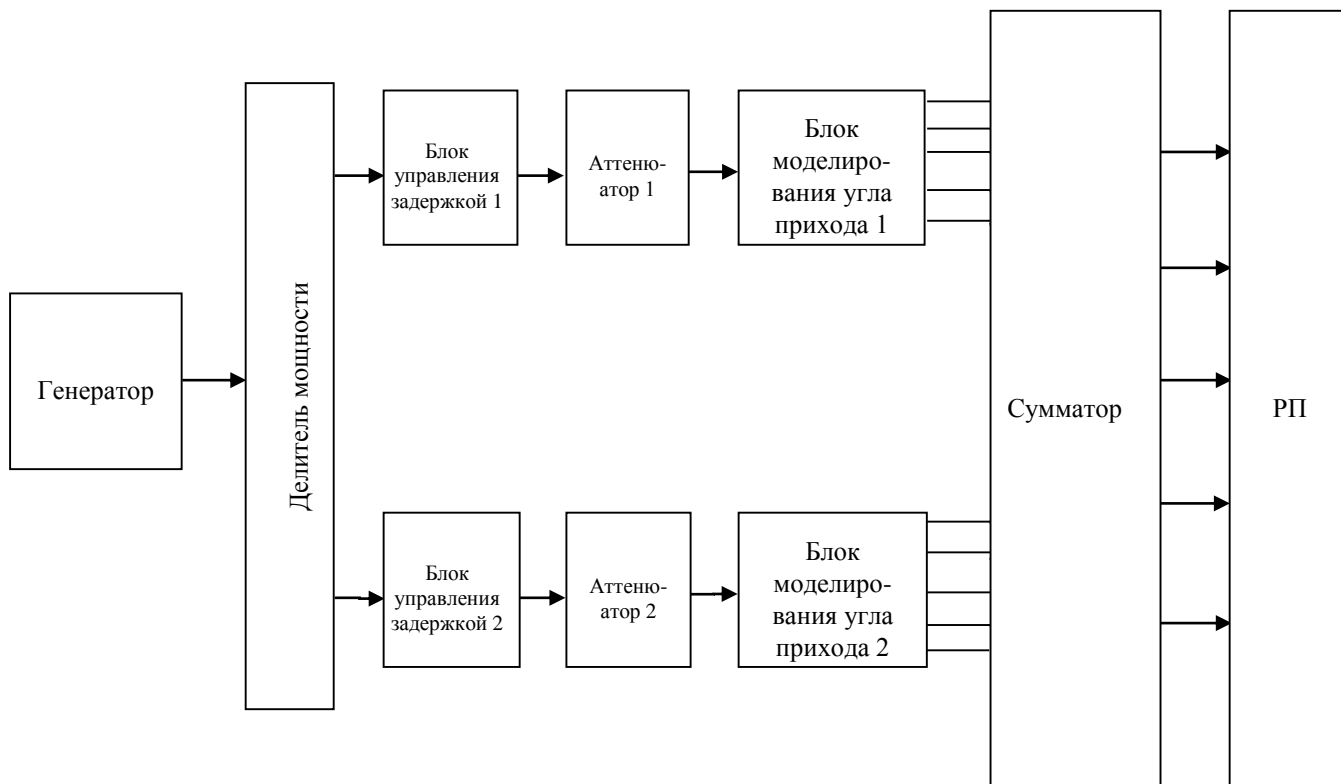 Генератор
Делитель мощности
Блок
управления
задержкой 1
Аттеню-
атор 1
Блок
моделиро-
вания угла
прихода 1
Блок
управления
задержкой 2
Аттеню-
атор 2
Блок
моделиро-
вания угла
прихода 2
Сумматор
РП